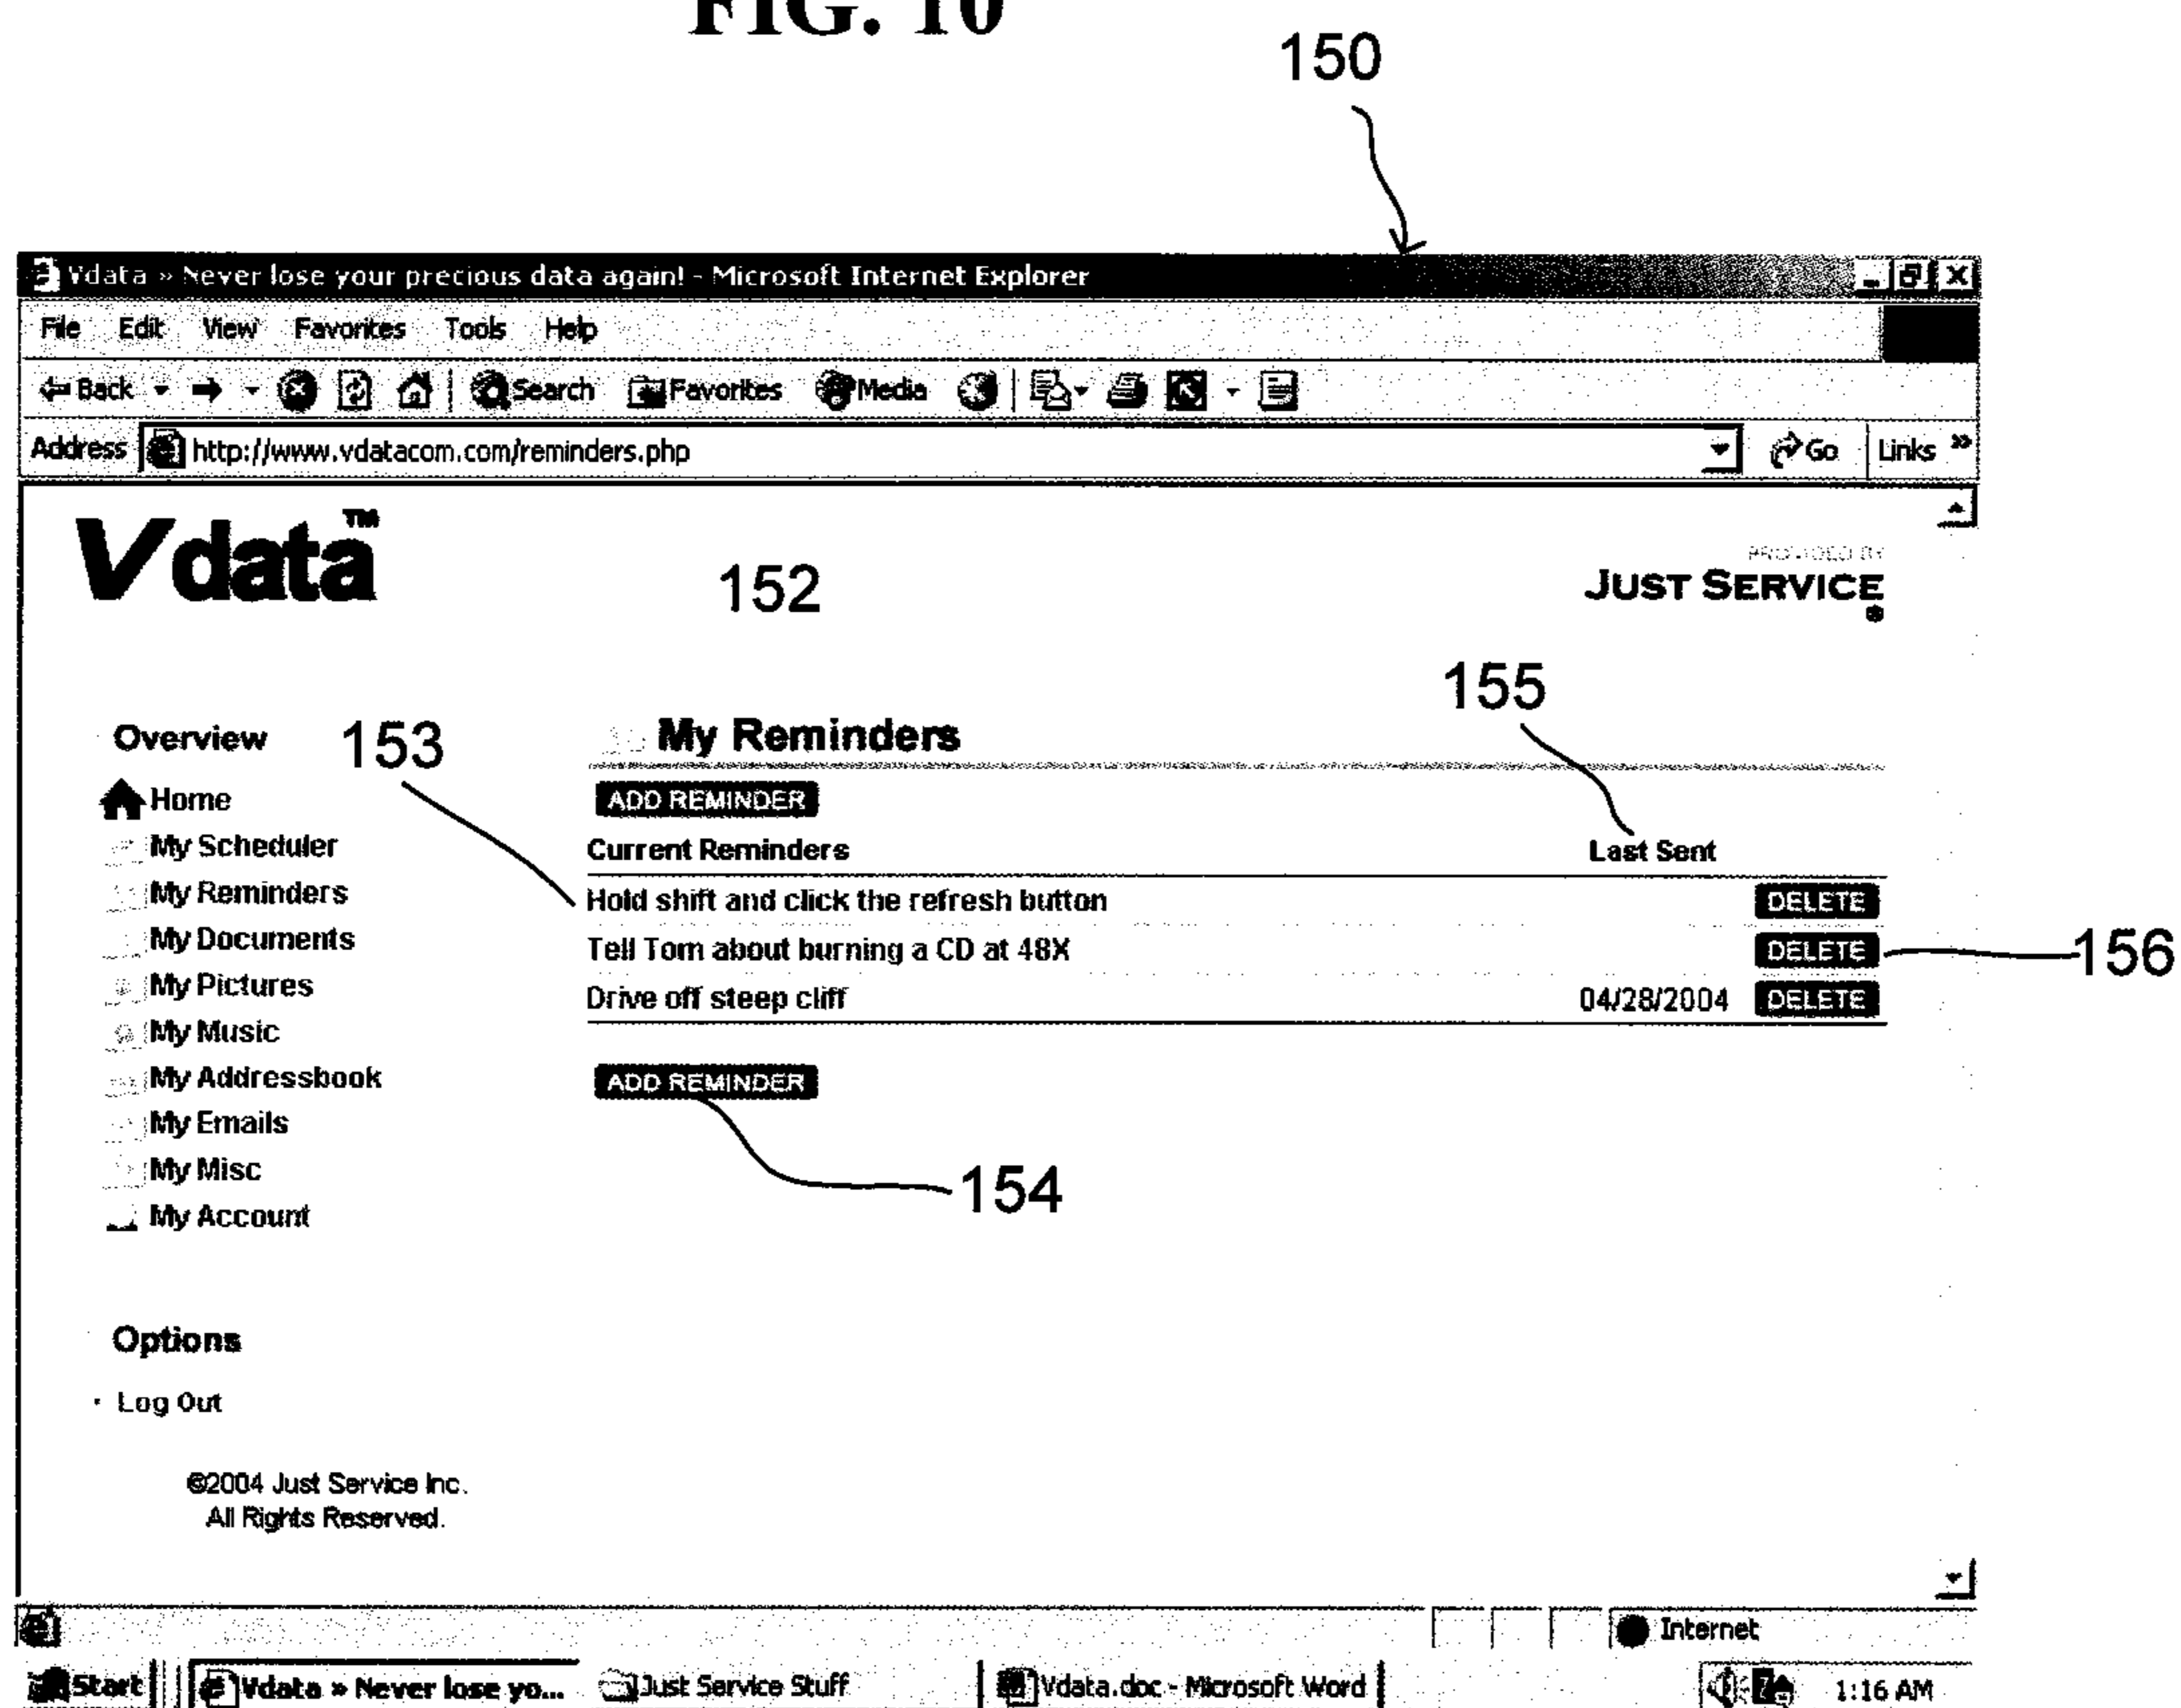 FIG. 10
150
Vdata » Never lose your precious data again! - Microsoft Internet Explorer
File Edit View Favorites Tools Help
Back Search Favorites Media
Address http://www.vdatacom.com/reminders.php Go Links »
Vdata™
152
PROVIDED BY
JUST SERVICE
®
155
Overview
153
My Reminders
Home
ADD REMINDER
My Scheduler
Current Reminders Last Sent
My Reminders
Hold shift and click the refresh button DELETE
My Documents
Tell Tom about burning a CD at 48X DELETE
156
My Pictures
Drive off steep cliff 04/28/2004 DELETE
My Music
My Addressbook
ADD REMINDER
My Emails
My Misc
154
My Account
Options
· Log Out
©2004 Just Service Inc.
All Rights Reserved.
Internet
Start Vdata » Never lose yo... Just Service Stuff Vdata.doc - Microsoft Word 1:16 AM